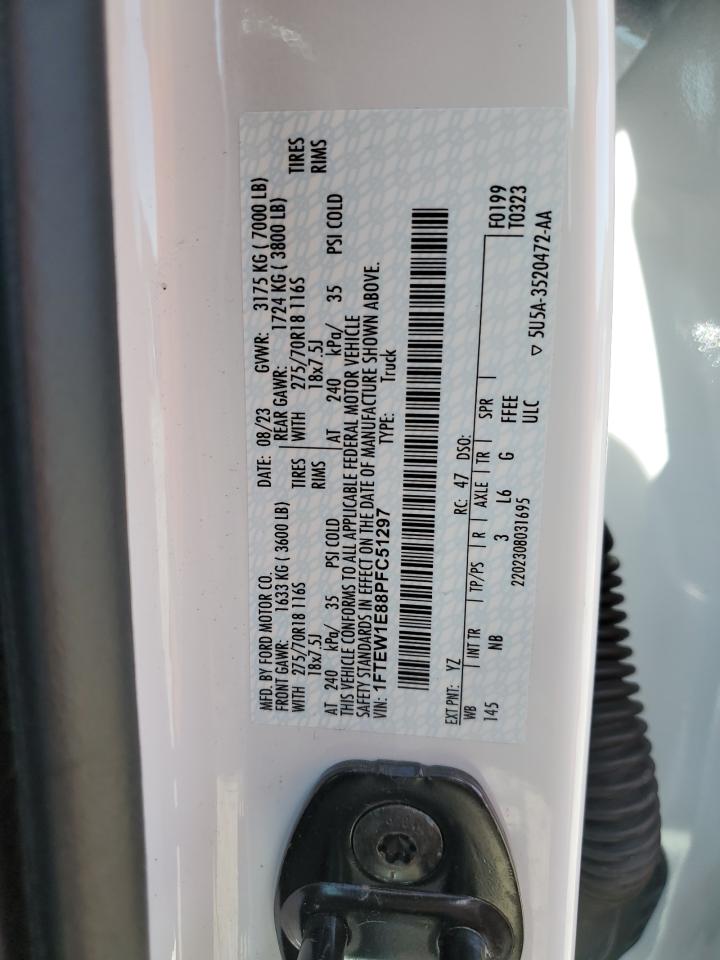 MFD. BY FORD MOTOR CO. DATE: 08/23 GVWR: 3175 KG ( 7000 LB)
FRONT GAWR: 1633 KG ( 3600 LB) REAR GAWR: 1724 KG ( 3800 LB)
WITH 275/70R18 116S TIRES WITH 275/70R18 116S TIRES
18x7.5J RIMS 18x7.5J RIMS
AT 240 kPa/ 35 PSI COLD AT 240 kPa/ 35 PSI COLD
THIS VEHICLE CONFORMS TO ALL APPLICABLE FEDERAL MOTOR VEHICLE
SAFETY STANDARDS IN EFFECT ON THE DATE OF MANUFACTURE SHOWN ABOVE.
VIN: 1FTEW1E88PFC51297 TYPE: Truck
EXT PNT: YZ RC: 47 DSO: F0199
WB INT TR TP/PS R AXLE TR SPR T0323
145 NB 3 L6 G FFEE
2202308031695 ULC
▽ 5U5A-3520472-AA